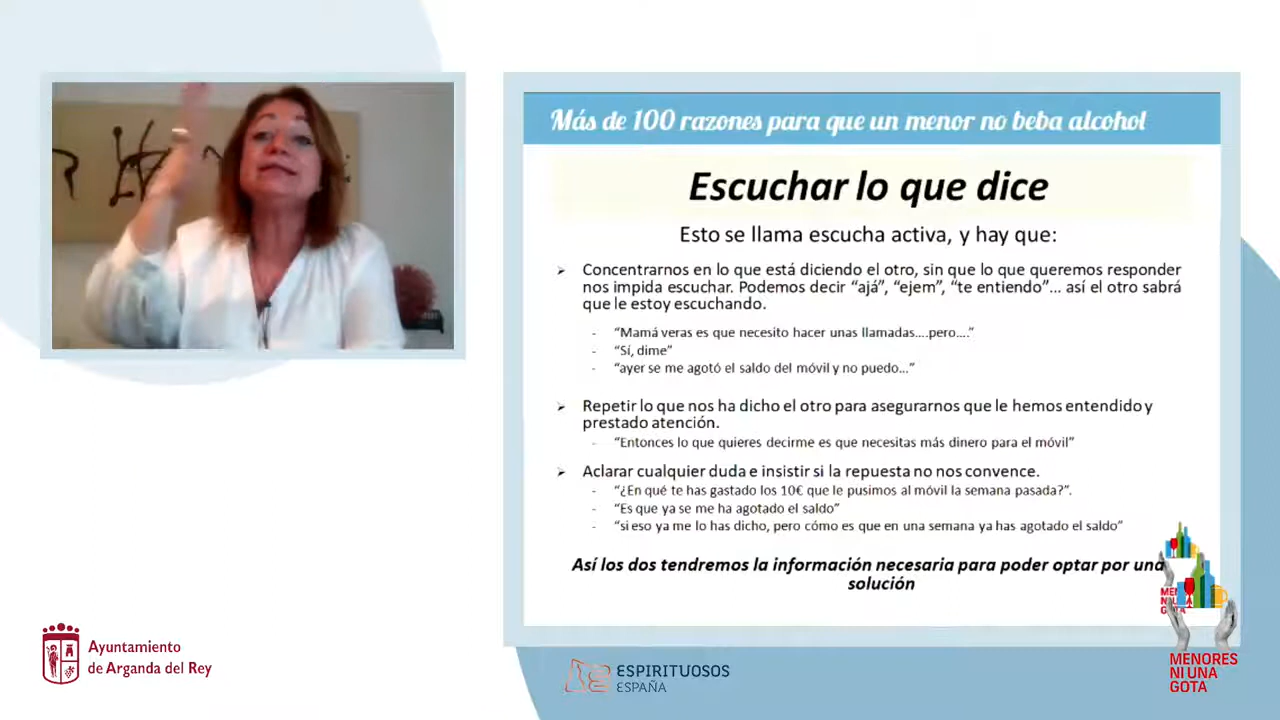 Más de 100 razones para que un menor no beba alcohol
Escuchar lo que dice
Esto se llama escucha activa, y hay que:
➢ Concentrarnos en lo que está diciendo el otro, sin que lo que queremos responder
nos impida escuchar. Podemos decir “ajá”, “ejem”, “te entiendo”... así el otro sabrá
que le estoy escuchando.
- “Mamá veras es que necesito hacer unas llamadas....pero....”
- “Sí, dime”
- “ayer se me agotó el saldo del móvil y no puedo...”
➢ Repetir lo que nos ha dicho el otro para asegurarnos que le hemos entendido y
prestado atención.
- “Entonces lo que quieres decirme es que necesitas más dinero para el móvil”
➢ Aclarar cualquier duda e insistir si la repuesta no nos convence.
- “¿En qué te has gastado los 10€ que le pusimos al móvil la semana pasada?”.
- “Es que ya se me ha agotado el saldo”
- “si eso ya me lo has dicho, pero cómo es que en una semana ya has agotado el saldo”
Así los dos tendremos la información necesaria para poder optar por una
solución
Ayuntamiento
de Arganda del Rey
ESPIRITUOSOS
ESPAÑA
MENORES
NI UNA
GOTA